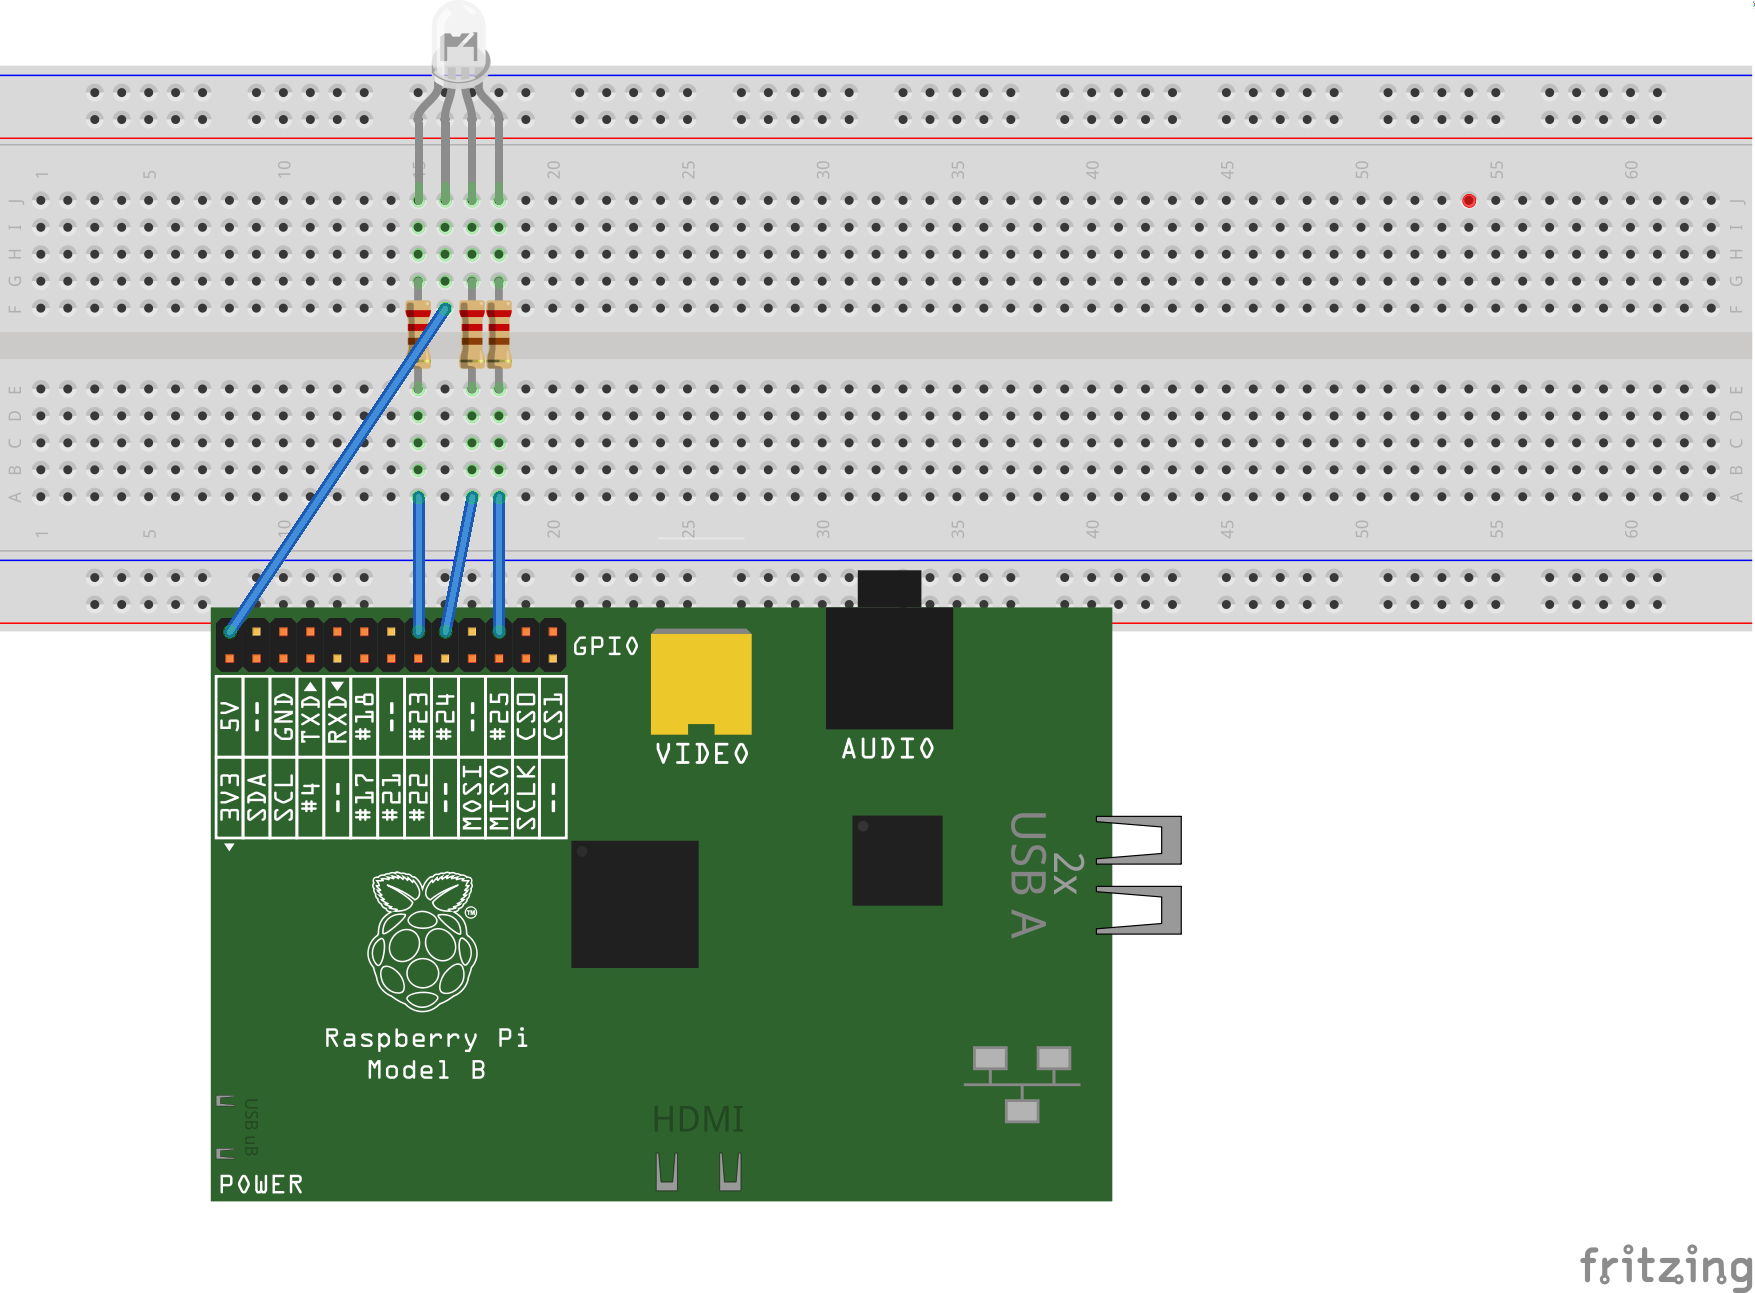 1 5 10 15 20 25 30 35 40 45 50 55 60
J J
I I
H H
G G
F F
E E
D D
C C
B B
A A
1 5 10 20 25 30 35 40 45 50 55 60
GPIO
5V -- GND TXD RXD #18 -- #23 #24 -- #25 CS0 CS1
3V3 SDA SCL #4 -- #17 #21 #22 -- MOSI MISO SCLK --
VIDEO
AUDIO
2x
USB A
TM
Raspberry Pi
Model B
USB uB
POWER
HDMI
fritzing